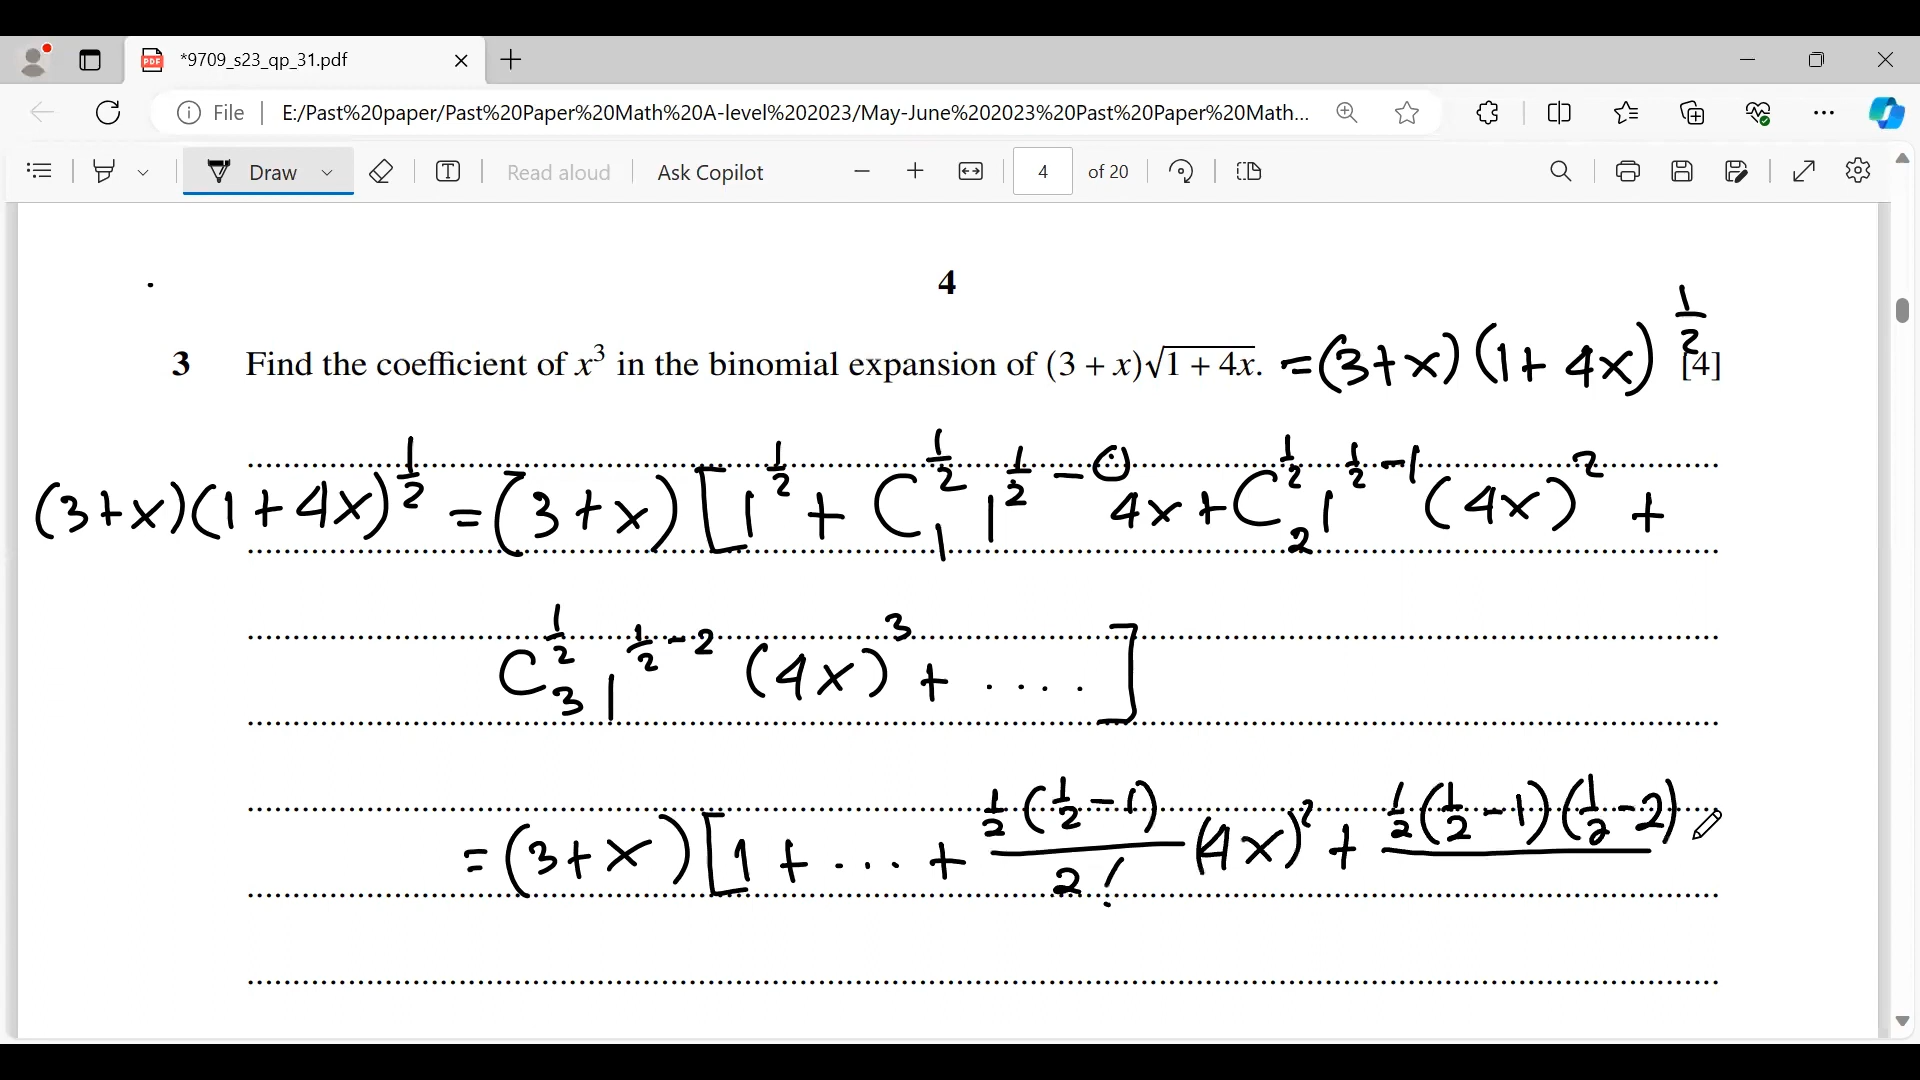 *9709_s23_qp_31.pdf
File | E:/Past%20paper/Past%20Paper%20Math%20A-level%202023/May-June%202023%20Past%20Paper%20Math...
Draw Read aloud Ask Copilot 4 of 20
4
3 Find the coefficient of x³ in the binomial expansion of (3 + x)√(1 + 4x). = (3+x)(1+4x)^(1/2) [4]
(3+x)(1+4x)^(1/2) = (3+x)[1^(1/2) + C^(1/2)_1 1^(1/2 - 0) 4x + C^(1/2)_2 1^(1/2 - 1) (4x)^2 +
C^(1/2)_3 1^(1/2 - 2) (4x)^3 + ....]
= (3+x)[1 + ... + (1/2(1/2 - 1))/2! (4x)^2 + 1/2(1/2 - 1)(1/2 - 2)